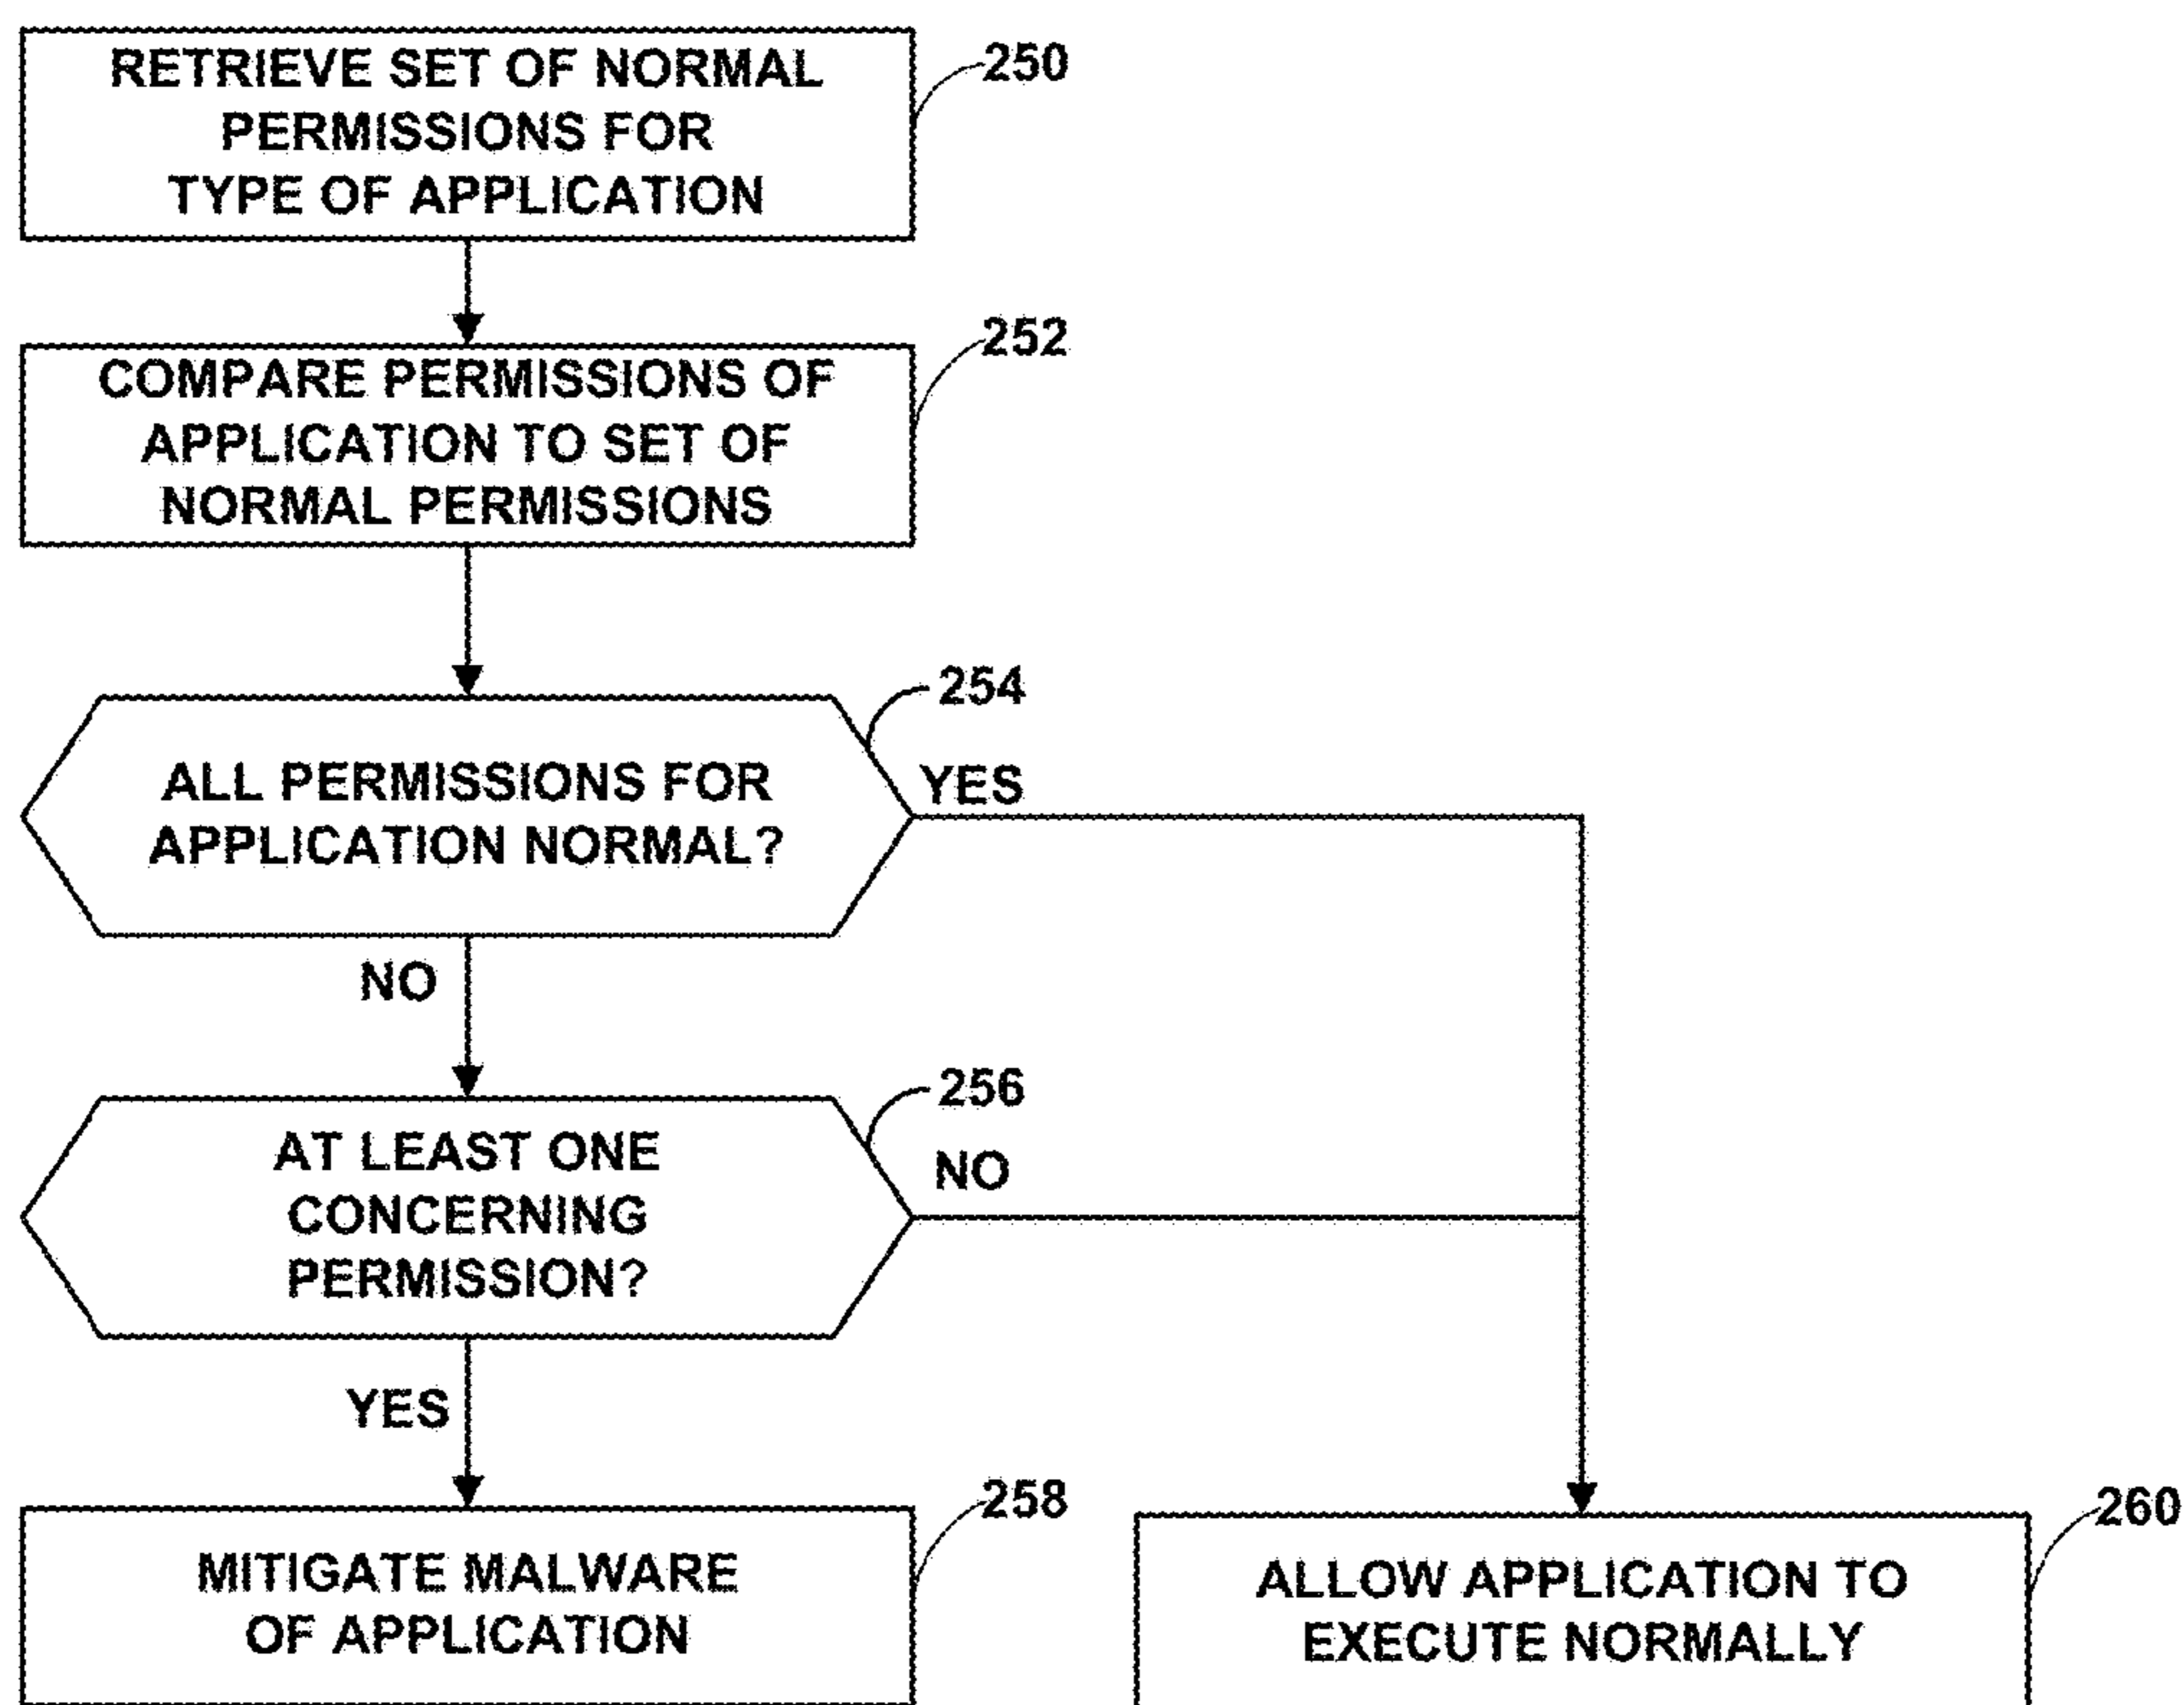 RETRIEVE SET OF NORMAL
PERMISSIONS FOR
TYPE OF APPLICATION
250
COMPARE PERMISSIONS OF
APPLICATION TO SET OF
NORMAL PERMISSIONS
252
254
ALL PERMISSIONS FOR
APPLICATION NORMAL?
YES
NO
256
AT LEAST ONE
CONCERNING
PERMISSION?
NO
YES
258
MITIGATE MALWARE
OF APPLICATION
260
ALLOW APPLICATION TO
EXECUTE NORMALLY